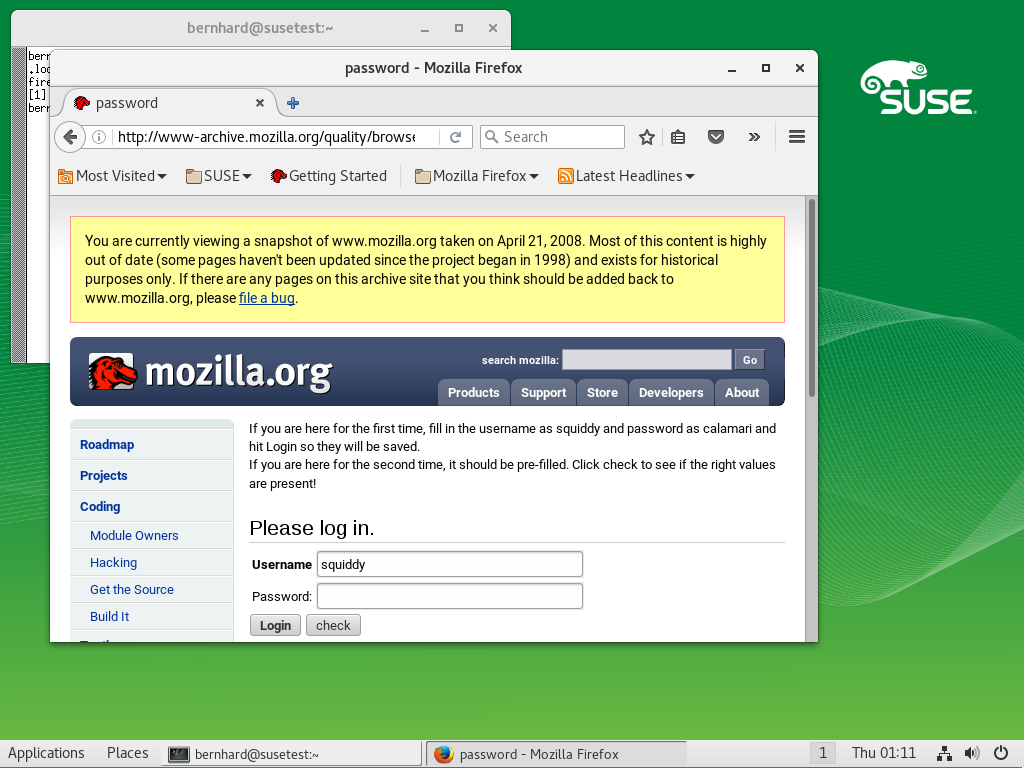 bernhard@susetest:~
bern
.loc
fire
[1]
bern
password - Mozilla Firefox
password
http://www-archive.mozilla.org/quality/browse
Search
Most Visited
SUSE
Getting Started
Mozilla Firefox
Latest Headlines
SUSE
You are currently viewing a snapshot of www.mozilla.org taken on April 21, 2008. Most of this content is highly
out of date (some pages haven't been updated since the project began in 1998) and exists for historical
purposes only. If there are any pages on this archive site that you think should be added back to
www.mozilla.org, please file a bug.
mozilla.org
search mozilla:
Go
Products
Support
Store
Developers
About
Roadmap
Projects
Coding
Module Owners
Hacking
Get the Source
Build It
If you are here for the first time, fill in the username as squiddy and password as calamari and
hit Login so they will be saved.
If you are here for the second time, it should be pre-filled. Click check to see if the right values
are present!
Please log in.
Username squiddy
Password:
Login check
Applications Places bernhard@susetest:~ password - Mozilla Firefox 1 Thu 01:11